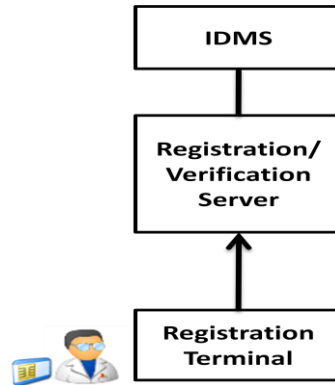 IDMS
Registration/
Verification
Server
Registration
Terminal